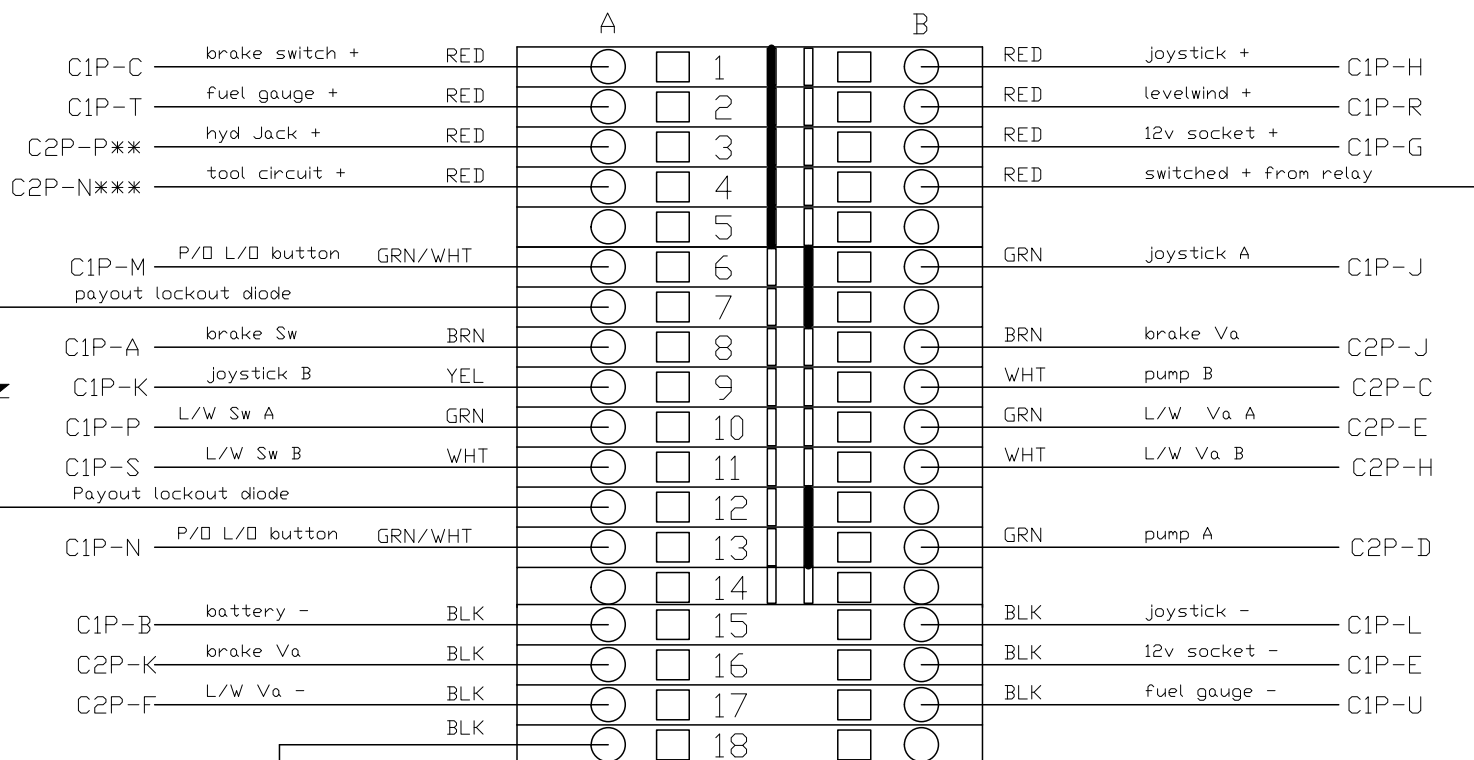 A B
C1P-C brake switch + RED 1 RED joystick + C1P-H
C1P-T fuel gauge + RED 2 RED levelwind + C1P-R
C2P-P** hyd Jack + RED 3 RED 12v socket + C1P-G
C2P-N*** tool circuit + RED 4 RED switched + from relay
5
C1P-M P/▯ L/▯ button GRN/WHT 6 GRN joystick A C1P-J
payout lockout diode 7
C1P-A brake Sw BRN 8 BRN brake Va C2P-J
C1P-K joystick B YEL 9 WHT pump B C2P-C
C1P-P L/W Sw A GRN 10 GRN L/W Va A C2P-E
C1P-S L/W Sw B WHT 11 WHT L/W Va B C2P-H
Payout lockout diode 12
C1P-N P/▯ L/▯ button GRN/WHT 13 GRN pump A C2P-D
14
C1P-B battery - BLK 15 BLK joystick - C1P-L
C2P-K brake Va BLK 16 BLK 12v socket - C1P-E
C2P-F L/W Va - BLK 17 BLK fuel gauge - C1P-U
BLK 18